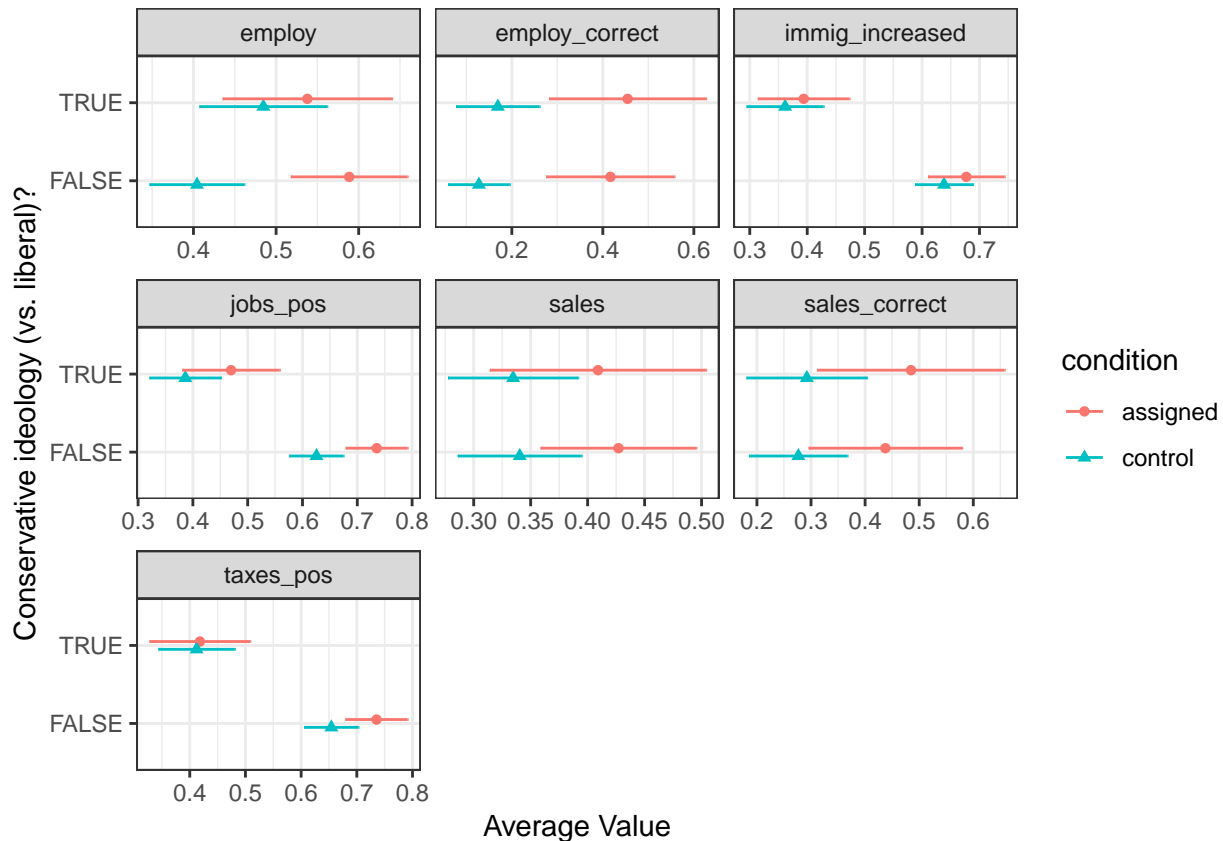 employ employ_correct immig_increased
TRUE
FALSE
0.4 0.5 0.6 0.2 0.4 0.6 0.3 0.4 0.5 0.6 0.7
jobs_pos sales sales_correct
TRUE
FALSE
0.3 0.4 0.5 0.6 0.7 0.8 0.30 0.35 0.40 0.45 0.50 0.2 0.3 0.4 0.5 0.6
taxes_pos
TRUE
FALSE
0.4 0.5 0.6 0.7 0.8
Average Value
Conservative ideology (vs. liberal)?
condition
assigned
control